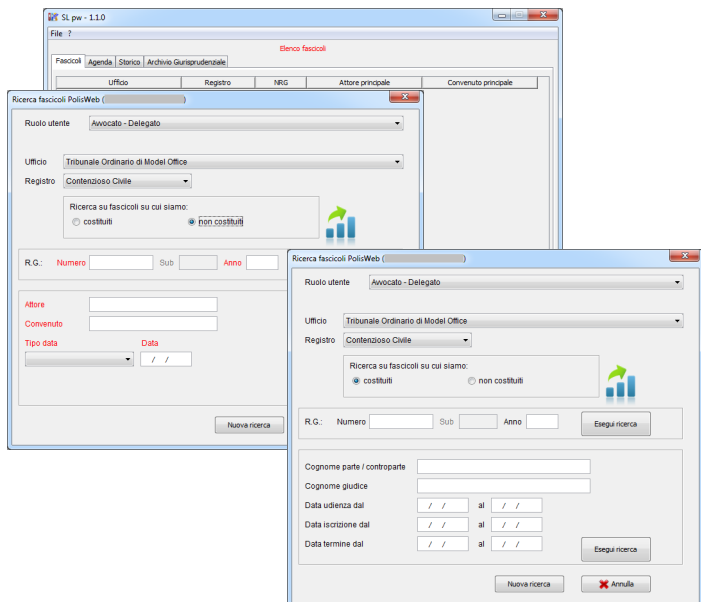 SL pw - 1.1.0
File ?
Elenco fascicoli
Fascicoli Agenda Storico Archivio Giurisprudenziale
Ufficio Registro NRG Attore principale Convenuto principale
Ricerca fascicoli PolisWeb ( )
Ruolo utente Avvocato - Delegato
Ufficio Tribunale Ordinario di Model Office
Registro Contenzioso Civile
Ricerca su fascicoli su cui siamo:
costituiti non costituiti
R.G.: Numero Sub Anno
Attore
Convenuto
Tipo data Data
/ /
Nuova ricerca
Ricerca fascicoli PolisWeb ( )
Ruolo utente Avvocato - Delegato
Ufficio Tribunale Ordinario di Model Office
Registro Contenzioso Civile
Ricerca su fascicoli su cui siamo:
costituiti non costituiti
R.G.: Numero Sub Anno Esegui ricerca
Cognome parte / controparte
Cognome giudice
Data udienza dal / / al / /
Data iscrizione dal / / al / /
Data termine dal / / al / /
Esegui ricerca
Nuova ricerca Annulla